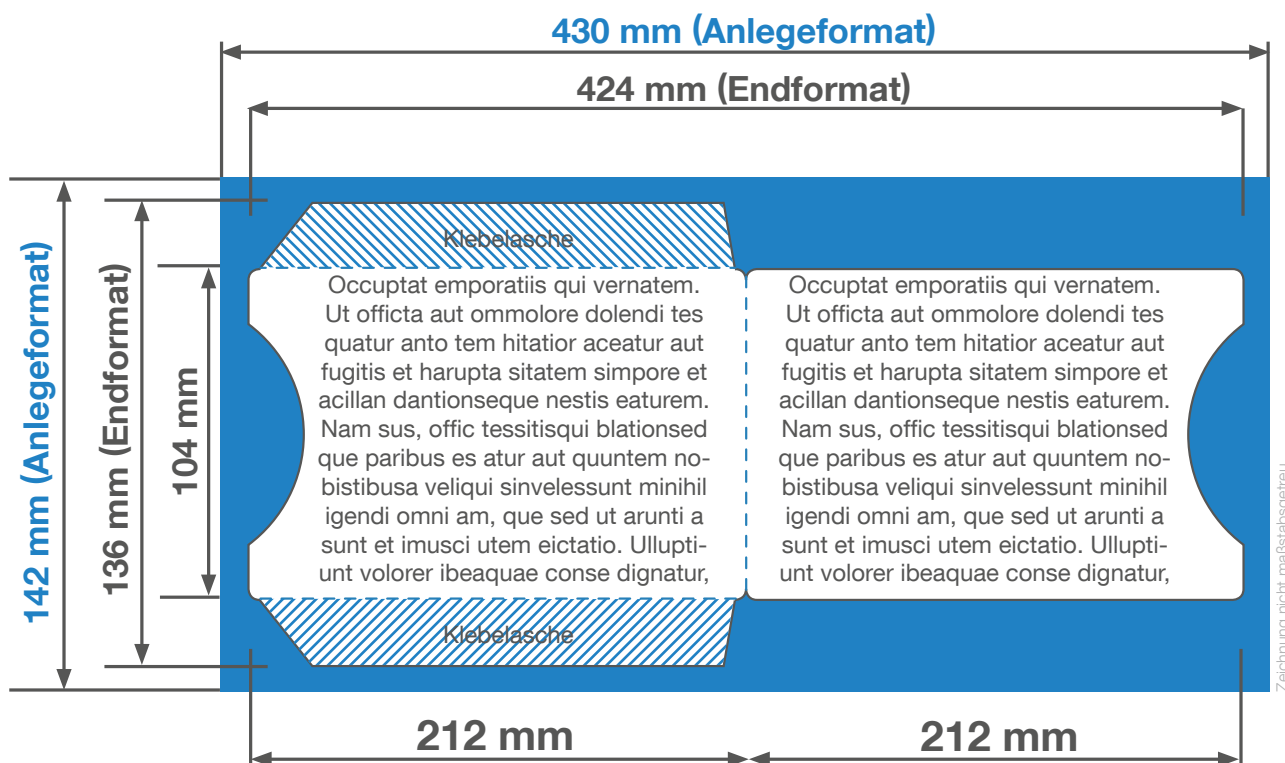 430 mm (Anlegeformat)
424 mm (Endformat)
142 mm (Anlegeformat)
136 mm (Endformat)
104 mm
Klebelasche
Occuptat emporatiis qui vernatem.
Ut officta aut ommolore dolendi tes
quatur anto tem hitatior aceatur aut
fugitis et harupta sitatem simpore et
acillan dantionseque nestis eaturem.
Nam sus, offic tessitisqui blationsed
que paribus es atur aut quuntem no-
bistibusa veliqui sinvelessunt minihil
igendi omni am, que sed ut arunti a
sunt et imusci utem eictatio. Ullupti-
unt volorer ibeaquae conse dignatur,
Occuptat emporatiis qui vernatem.
Ut officta aut ommolore dolendi tes
quatur anto tem hitatior aceatur aut
fugitis et harupta sitatem simpore et
acillan dantionseque nestis eaturem.
Nam sus, offic tessitisqui blationsed
que paribus es atur aut quuntem no-
bistibusa veliqui sinvelessunt minihil
igendi omni am, que sed ut arunti a
sunt et imusci utem eictatio. Ullupti-
unt volorer ibeaquae conse dignatur,
Klebelasche
212 mm
212 mm
Zeichnung nicht maßstabsgetreu